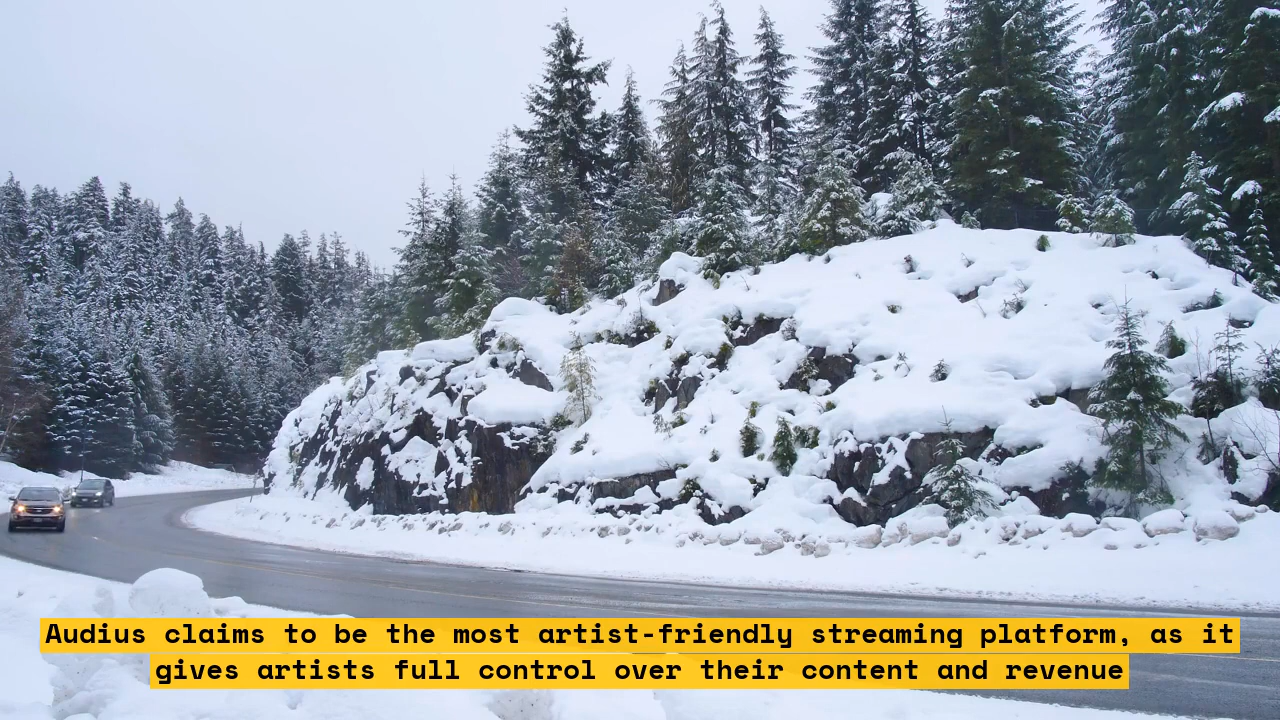 Audius claims to be the most artist-friendly streaming platform, as it
gives artists full control over their content and revenue